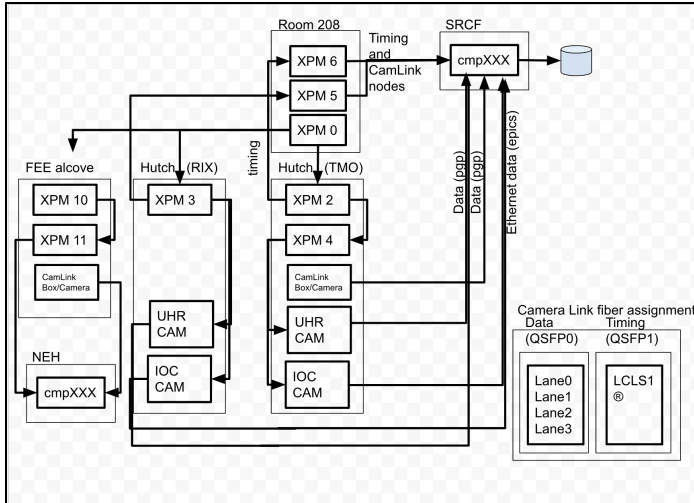 Room 208
XPM 6
XPM 5
XPM 0
Timing
and
CamLink
nodes
SRCF
cmpXXX
timing
Data (pgp)
Data (pgp)
Ethernet data (epics)
FEE alcove
XPM 10
XPM 11
CamLink
Box/Camera
NEH
cmpXXX
Hutch (RIX)
XPM 3
UHR
CAM
IOC
CAM
Hutch (TMO)
XPM 2
XPM 4
CamLink
Box/Camera
UHR
CAM
IOC
CAM
Camera Link fiber assignment
Data
(QSFP0)
Lane0
Lane1
Lane2
Lane3
Timing
(QSFP1)
LCLS1
®